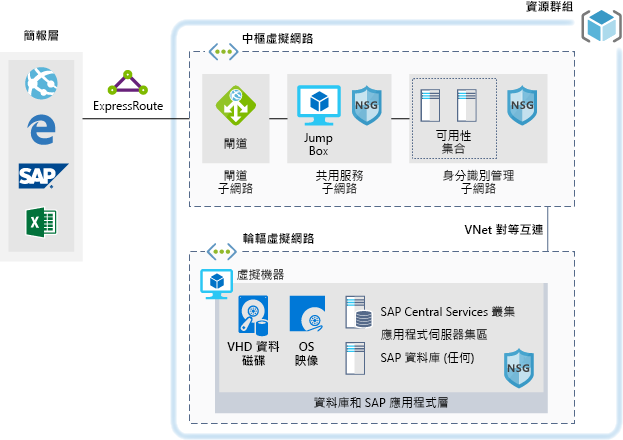 資源群組
簡報層
SAP
ExpressRoute
中樞虛擬網路
閘道
Jump
Box
NSG
可用性
集合
NSG
閘道
子網路
共用服務
子網路
身分識別管理
子網路
VNet 對等互連
輪輻虛擬網路
虛擬機器
VHD 資料
磁碟
OS
映像
SAP Central Services 叢集
應用程式伺服器集區
SAP 資料庫 (任何)
NSG
資料庫和 SAP 應用程式層